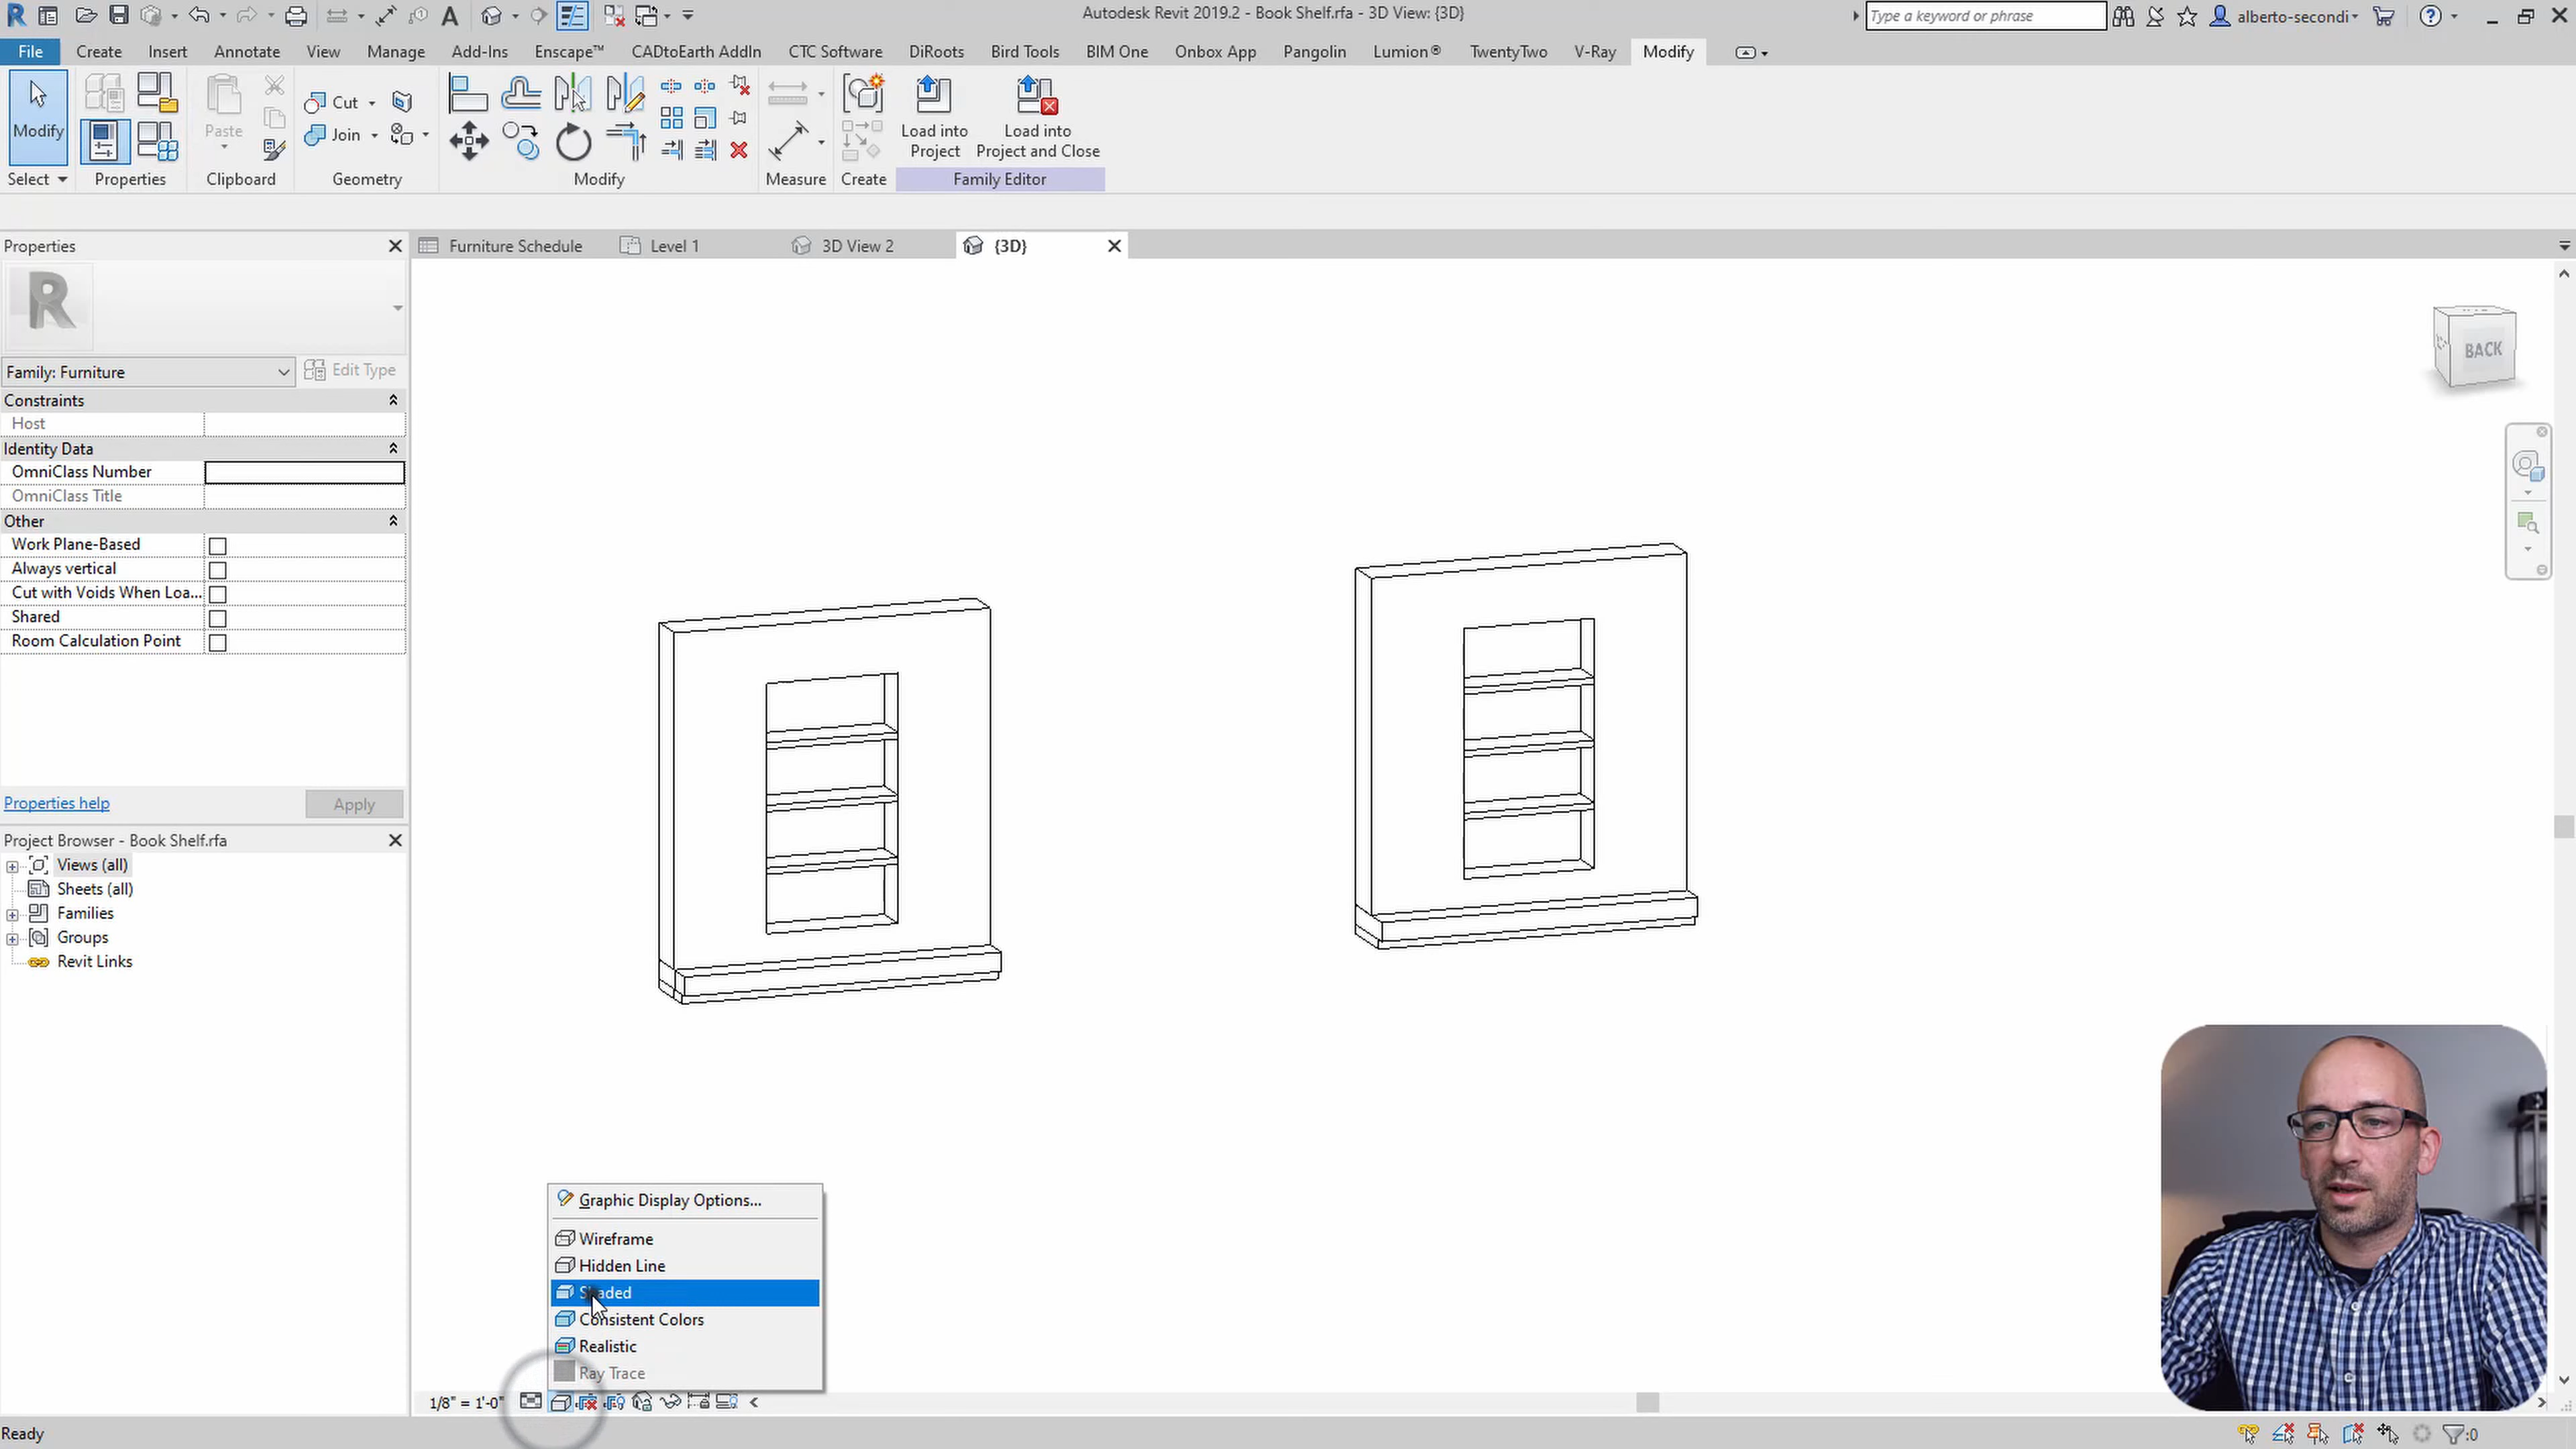 Autodesk Revit 2019.2 - Book Shelf.rfa - 3D View: {3D}
Type a keyword or phrase
alberto-secondi
File Create Insert Annotate View Manage Add-Ins Enscape™ CADtoEarth AddIn CTC Software DiRoots Bird Tools BIM One Onbox App Pangolin Lumion® TwentyTwo V-Ray Modify
Modify
Paste
Cut
Join
Load into
Project
Load into
Project and Close
Select Properties Clipboard Geometry Modify Measure Create Family Editor
Properties
Furniture Schedule Level 1 3D View 2 {3D}
R
BACK
Family: Furniture
Edit Type
Constraints
Host
Identity Data
OmniClass Number
OmniClass Title
Other
Work Plane-Based
Always vertical
Cut with Voids When Loa...
Shared
Room Calculation Point
Properties help
Apply
Project Browser - Book Shelf.rfa
Views (all)
Sheets (all)
Families
Groups
Revit Links
Graphic Display Options...
Wireframe
Hidden Line
Shaded
Consistent Colors
Realistic
Ray Trace
1/8" = 1'-0"
Ready
:0